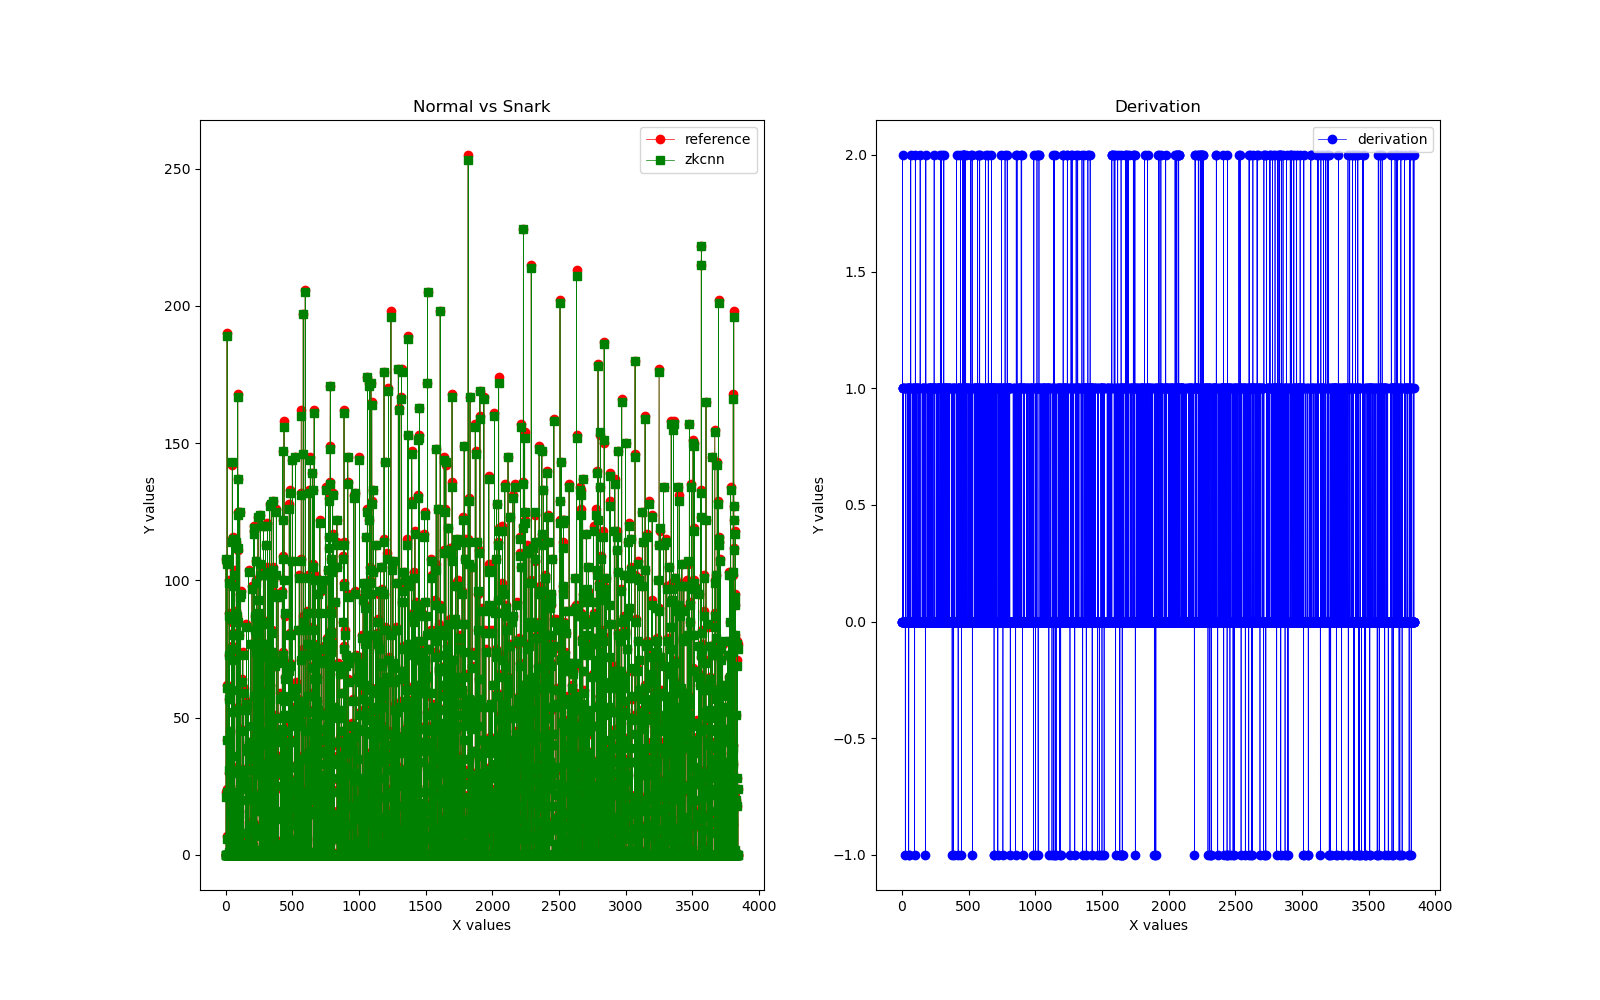 Normal vs Snark
reference
zkcnn
250
200
150
100
50
0
Y values
0 500 1000 1500 2000 2500 3000 3500 4000
X values
Derivation
derivation
2.0
1.5
1.0
0.5
0.0
−0.5
−1.0
Y values
0 500 1000 1500 2000 2500 3000 3500 4000
X values